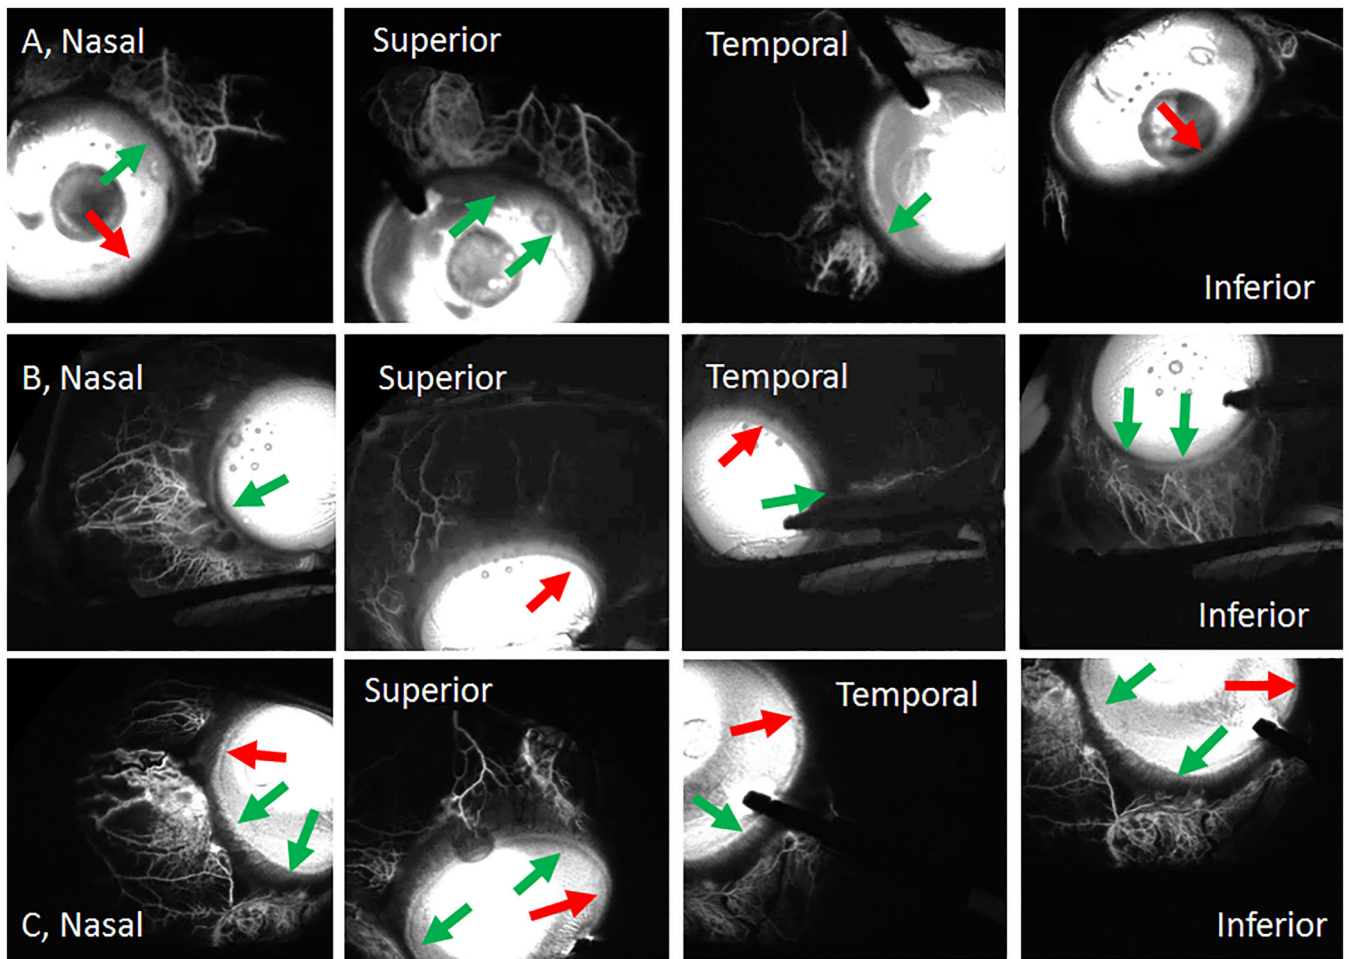 A, Nasal
Superior
Temporal
Inferior
B, Nasal
Superior
Temporal
Inferior
C, Nasal
Superior
Temporal
Inferior